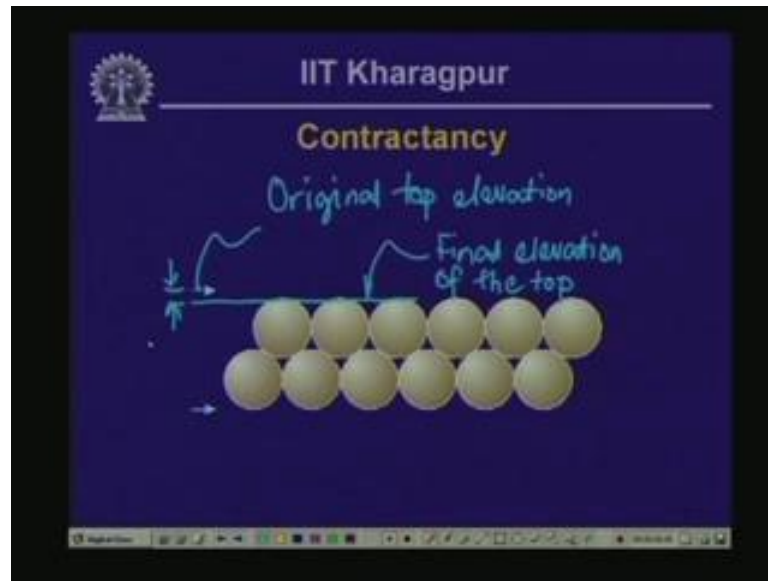 IIT Kharagpur
Contractancy
Original top elevation
Final elevation
of the top